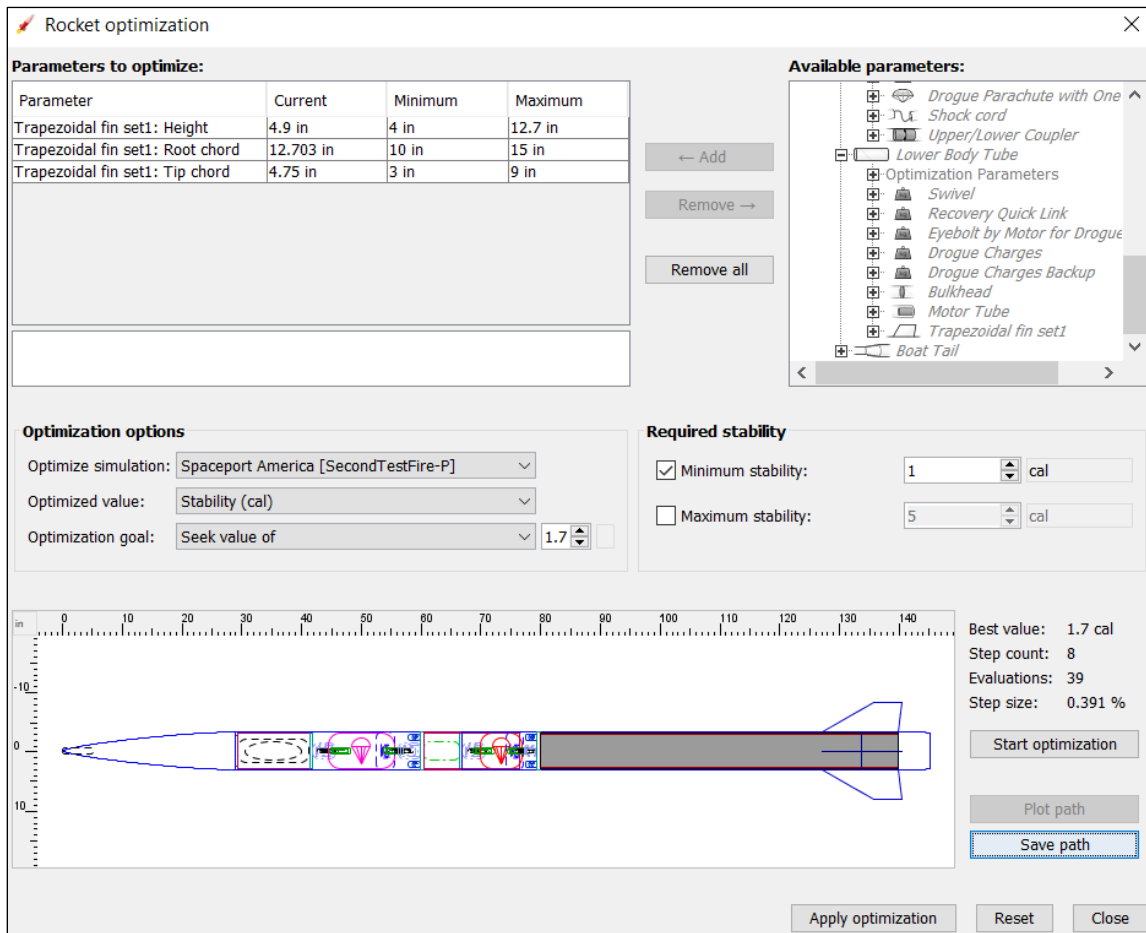 Rocket optimization
Parameters to optimize:
Parameter Current Minimum Maximum
Trapezoidal fin set1: Height 4.9 in 4 in 12.7 in
Trapezoidal fin set1: Root chord 12.703 in 10 in 15 in
Trapezoidal fin set1: Tip chord 4.75 in 3 in 9 in
← Add
Remove →
Remove all
Available parameters:
Drogue Parachute with One
Shock cord
Upper/Lower Coupler
Lower Body Tube
Optimization Parameters
Swivel
Recovery Quick Link
Eyebolt by Motor for Drogue
Drogue Charges
Drogue Charges Backup
Bulkhead
Motor Tube
Trapezoidal fin set1
Boat Tail
Optimization options
Optimize simulation: Spaceport America [SecondTestFire-P]
Optimized value: Stability (cal)
Optimization goal: Seek value of 1.7
Required stability
Minimum stability: 1 cal
Maximum stability: 5 cal
in 0 10 20 30 40 50 60 70 80 90 100 110 120 130 140
-10
0
10
Best value: 1.7 cal
Step count: 8
Evaluations: 39
Step size: 0.391 %
Start optimization
Plot path
Save path
Apply optimization Reset Close